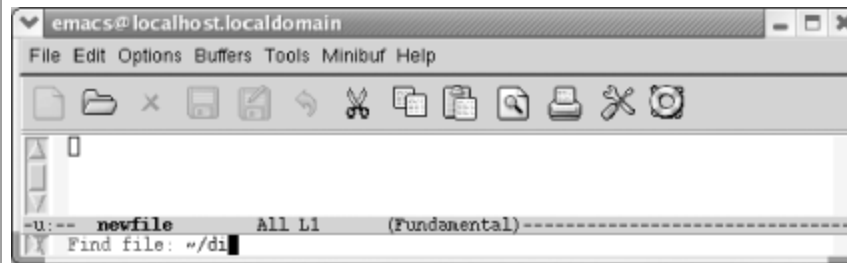 emacs@localhost.localdomain
File Edit Options Buffers Tools Minibuf Help
-u:-- newfile All L1 (Fundamental)--------------------------
Find file: ~/di